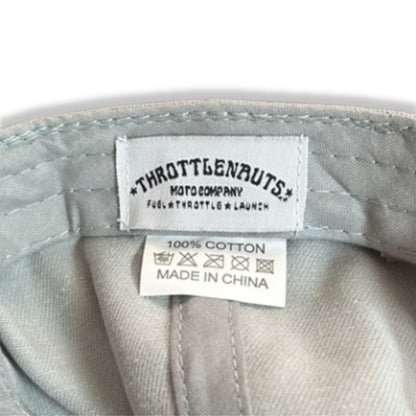 ★THROTTLENAUTS★
MOTO COMPANY
FUEL★THROTTLE★LAUNCH
100% COTTON
MADE IN CHINA